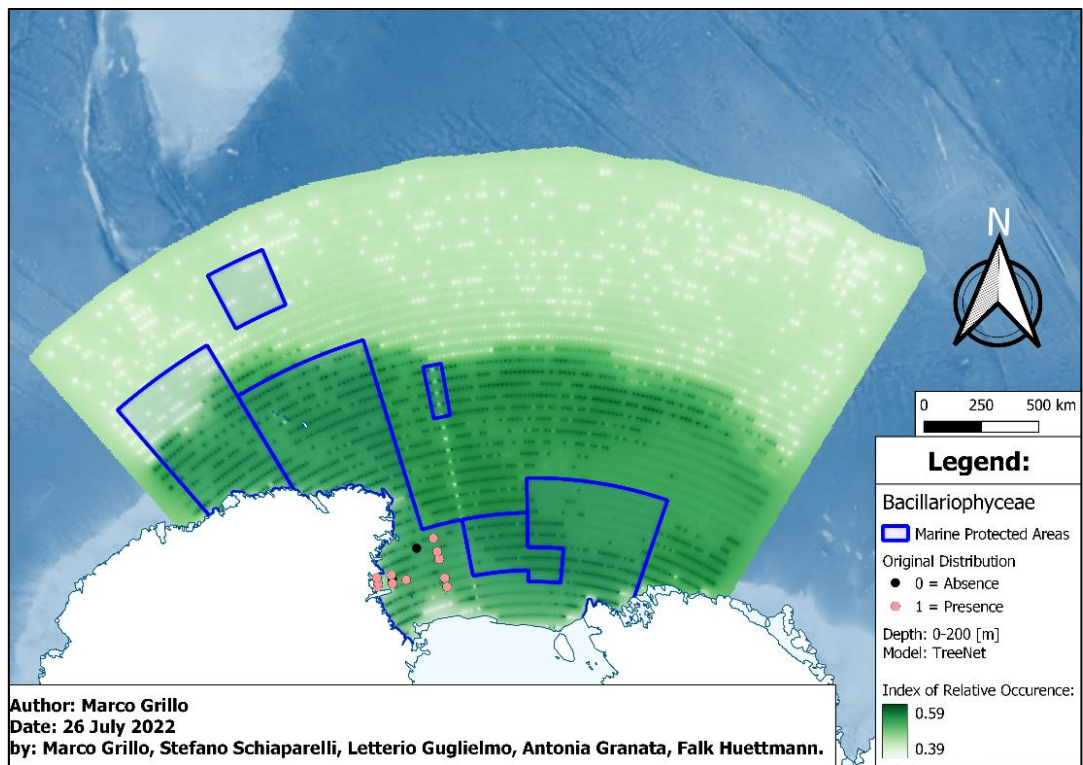 N
0 250 500 km
Legend:
Bacillariophyceae
Marine Protected Areas
Original Distribution
0 = Absence
1 = Presence
Depth: 0-200 [m]
Model: TreeNet
Index of Relative Occurence:
0.59
0.39
Author: Marco Grillo
Date: 26 July 2022
by: Marco Grillo, Stefano Schiaparelli, Letterio Guglielmo, Antonia Granata, Falk Huettmann.